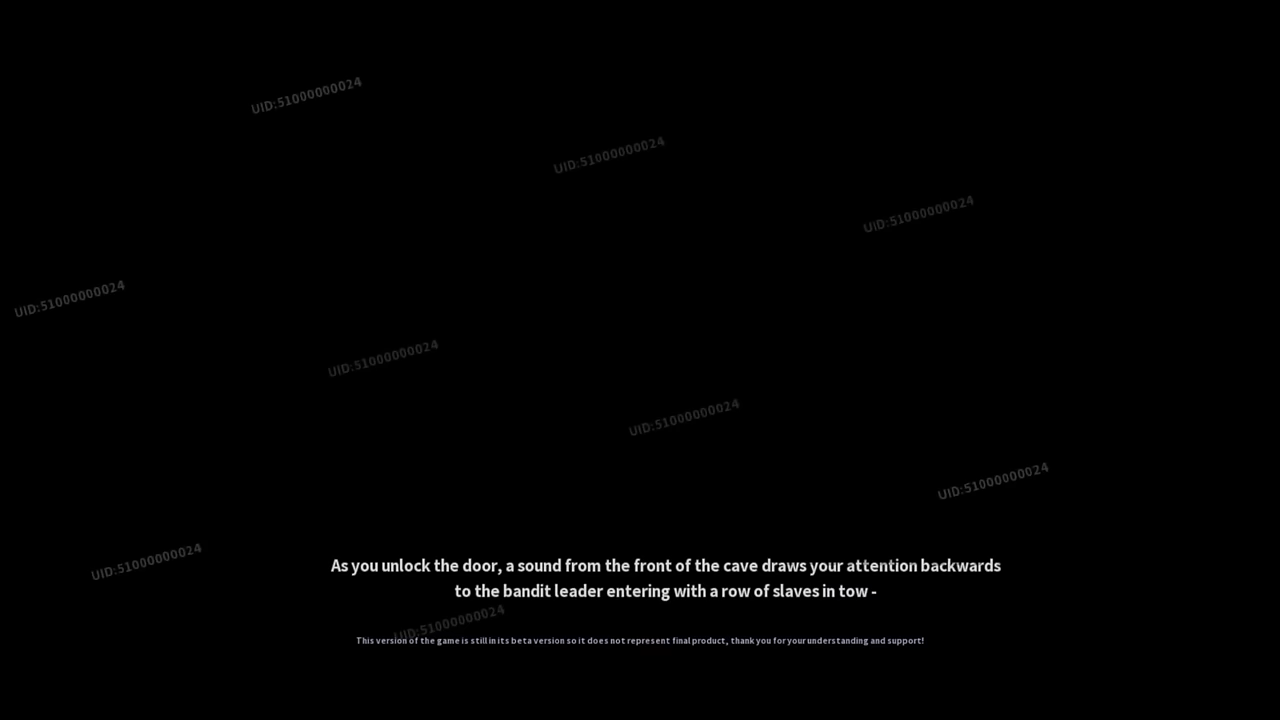 UID:51000000024
UID:51000000024
UID:51000000024
UID:51000000024
UID:51000000024
UID:51000000024
UID:51000000024
UID:51000000024
As you unlock the door, a sound from the front of the cave draws your attention backwards
to the bandit leader entering with a row of slaves in tow -
UID:51000000024
This version of the game is still in its beta version so it does not represent final product, thank you for your understanding and support!